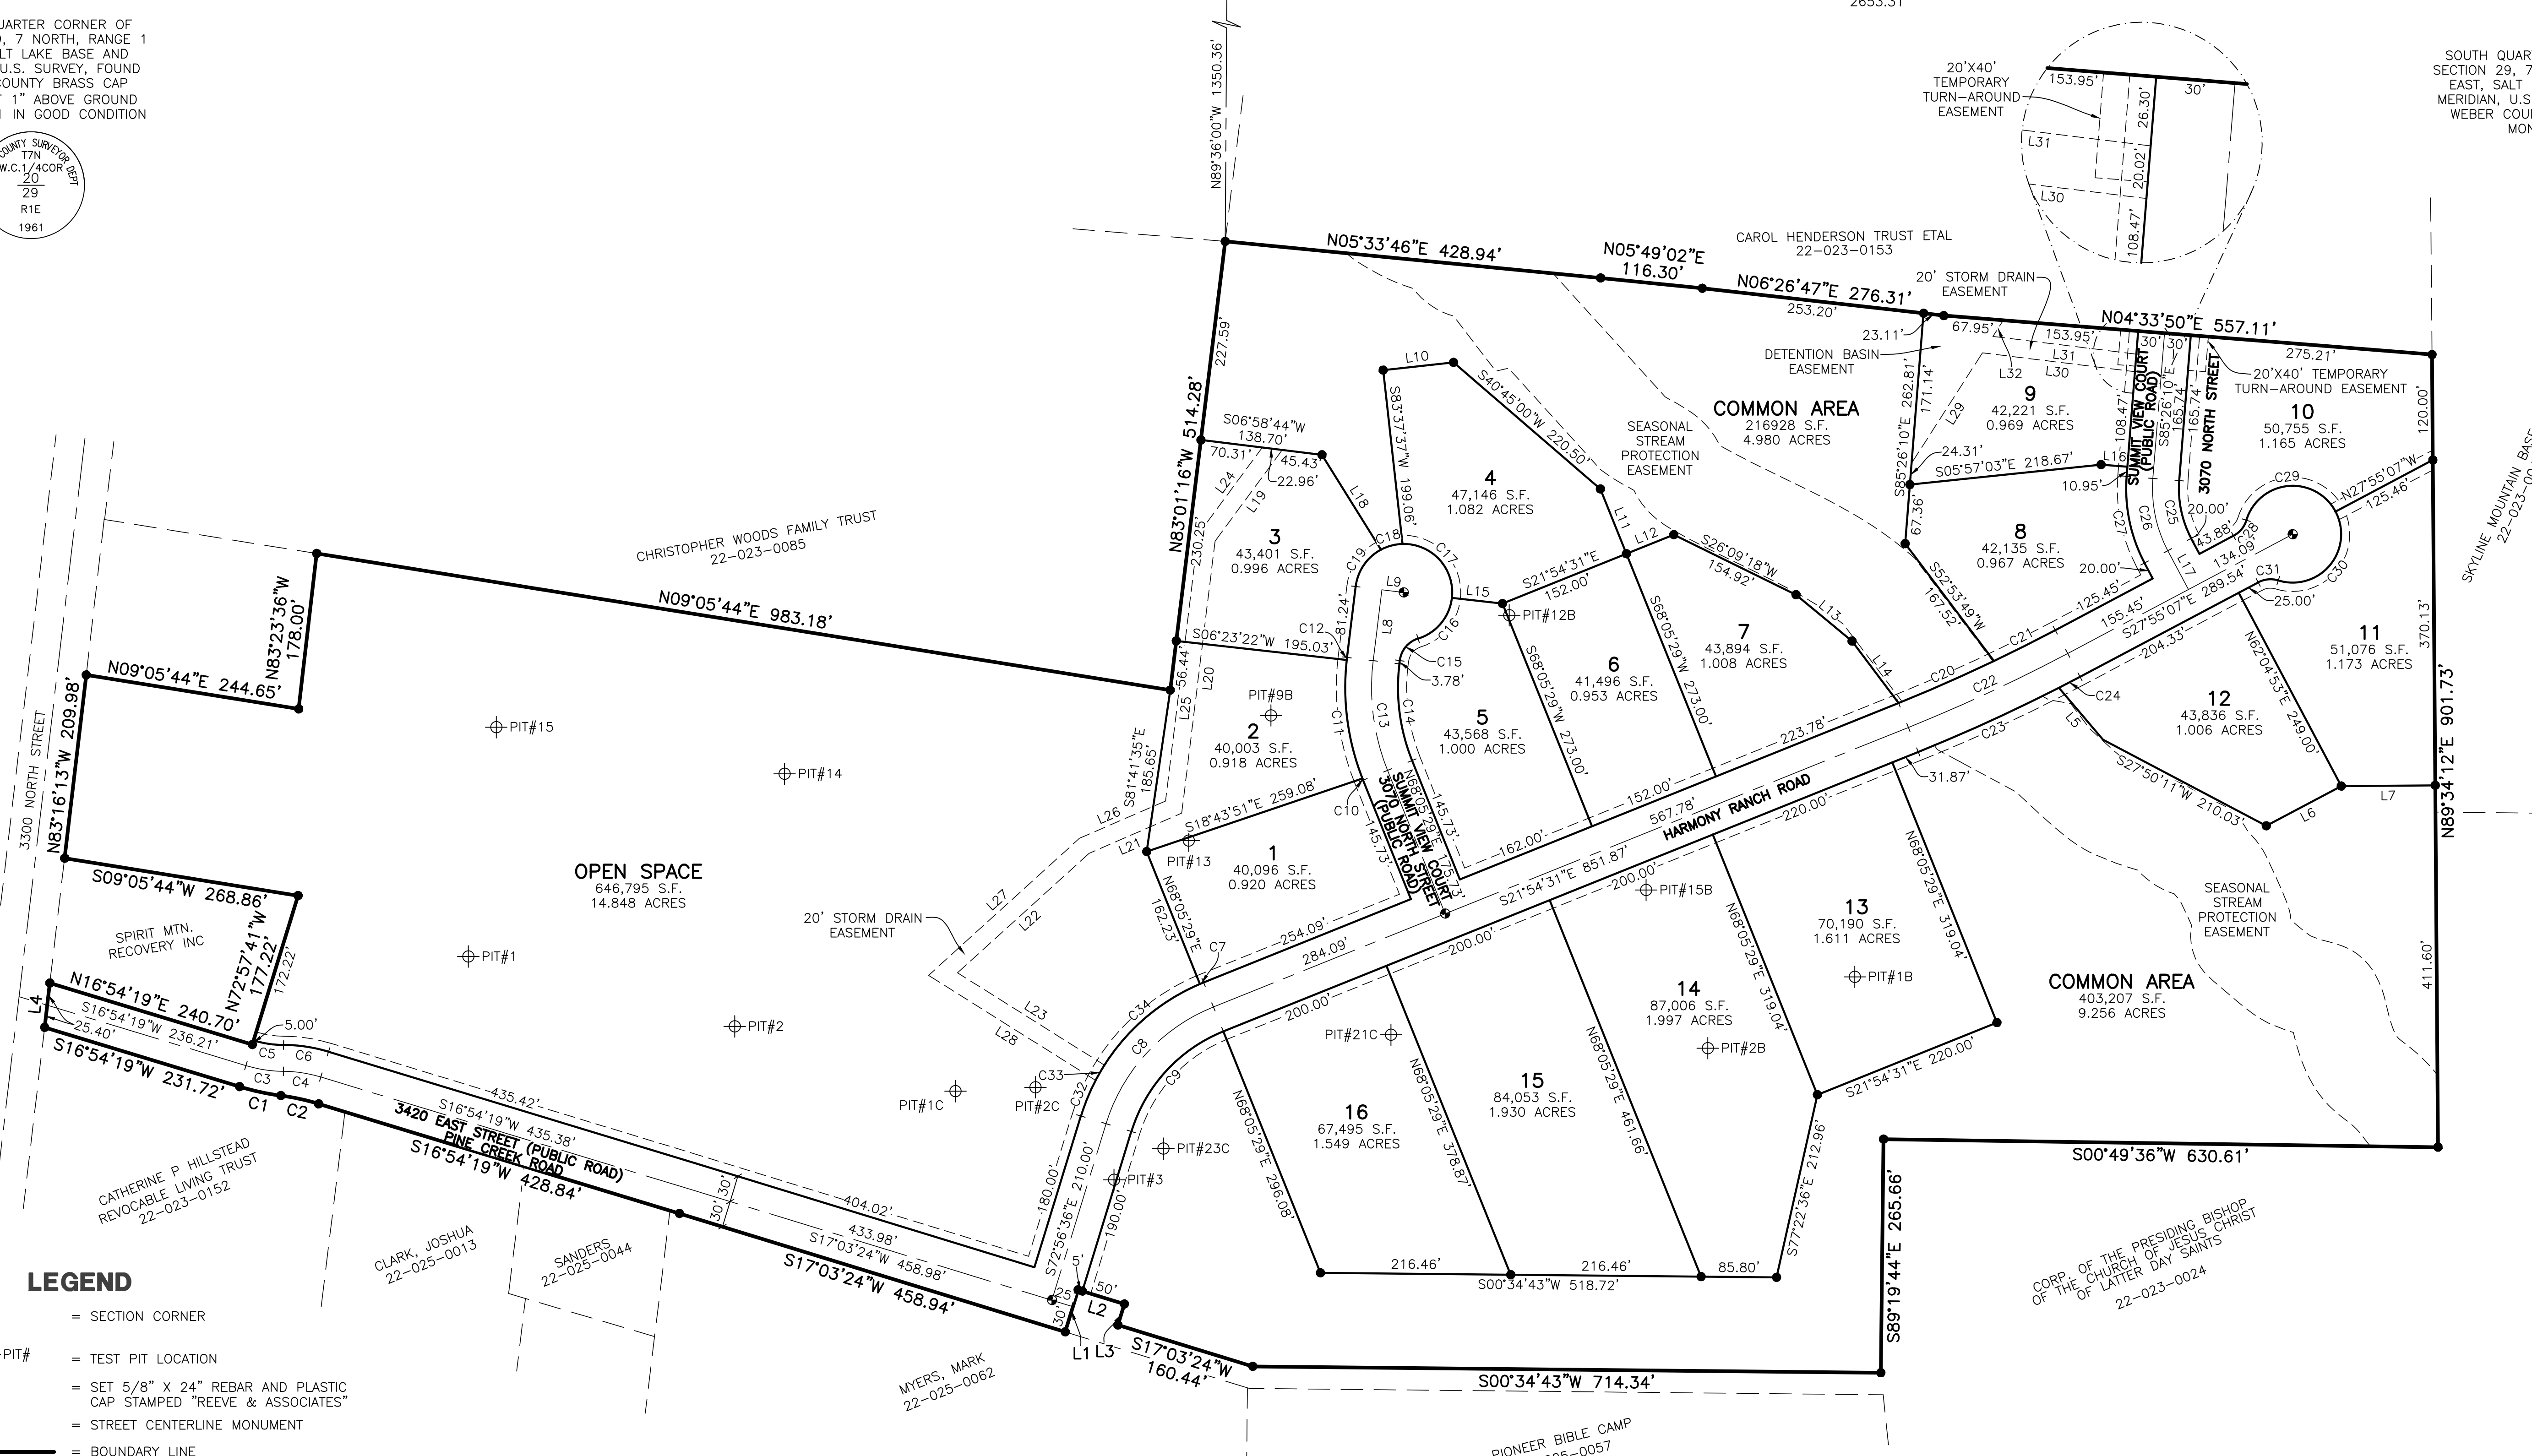 UARTER CORNER OF
, 7 NORTH, RANGE 1
LT LAKE BASE AND
U.S. SURVEY, FOUND
COUNTY BRASS CAP
1" ABOVE GROUND
IN GOOD CONDITION
COUNTY SURVEYOR DEPT
T7N
W.C.1/4COR
20
29
R1E
1961
2653.31'
N89°36'00"W 1350.36'
20'X40'
TEMPORARY
TURN-AROUND
EASEMENT
153.95'
30'
26.30'
20.02'
108.47'
L31
L30
SOUTH QUAR
SECTION 29, 7
EAST, SALT
MERIDIAN, U.S
WEBER COU
MON
N05°33'46"E 428.94'
N05°49'02"E
116.30'
N06°26'47"E 276.31'
253.20'
23.11'
CAROL HENDERSON TRUST ETAL
22-023-0153
20' STORM DRAIN
EASEMENT
N04°33'50"E 557.11'
67.95'
153.95'
30'
30'
275.21'
DETENTION BASIN
EASEMENT
L31
L30
L32
L29
20'X40' TEMPORARY
TURN-AROUND EASEMENT
SUMMIT VIEW COURT
(PUBLIC ROAD)
3070 NORTH STREET
108.47'
S85°26'10"E
165.74'
165.74'
S85°26'10"E 262.81'
171.14'
24.31'
67.36'
9
42,221 S.F.
0.969 ACRES
S05°57'03"E 218.67'
L16
10.95'
10
50,755 S.F.
1.165 ACRES
120.00'
N27°55'07"W
125.46'
SKYLINE MOUNTAIN BASE
22-023-00
C25
C26
C27
C28
C29
C30
C31
20.00'
43.88'
134.09'
L17
8
42,135 S.F.
0.967 ACRES
20.00'
125.45'
155.45'
S27°55'07"E 289.54'
204.33'
25.00'
S52°53'49"W
167.52'
COMMON AREA
216928 S.F.
4.980 ACRES
SEASONAL
STREAM
PROTECTION
EASEMENT
227.59'
N83°01'16"W 514.28'
S06°58'44"W
138.70'
70.31'
45.43'
22.96'
L24
L19
L18
230.25'
3
43,401 S.F.
0.996 ACRES
L10
S83°37'37"W 199.06'
S40°45'00"W 220.50'
4
47,146 S.F.
1.082 ACRES
L11
L12
C19
C18
C17
C16
C15
L9
L8
L15
S21°54'31"E
152.00'
PIT#12B
S26°09'18"W
154.92'
L13
L14
7
43,894 S.F.
1.008 ACRES
S68°05'29"W 273.00'
6
41,496 S.F.
0.953 ACRES
S68°05'29"W 273.00'
C12
81.24'
S06°23'22"W 195.03'
3.78'
56.44'
L20
L25
PIT#9B
2
40,003 S.F.
0.918 ACRES
C11
C13
C14
5
43,568 S.F.
1.000 ACRES
C20
C21
C22
C23
C24
L5
11
51,076 S.F.
1.173 ACRES
370.13'
N62°04'53"E 249.00'
12
43,836 S.F.
1.006 ACRES
S27°50'11"W 210.03'
L6
L7
N89°34'12"E 901.73'
CHRISTOPHER WOODS FAMILY TRUST
22-023-0085
N09°05'44"E 983.18'
N83°23'36"W
178.00'
N09°05'44"E 244.65'
N83°16'13"W 209.98'
3300 NORTH STREET
PIT#15
PIT#14
S09°05'44"W 268.86'
SPIRIT MTN.
RECOVERY INC
N72°57'41"W
177.22'
172.22'
OPEN SPACE
646,795 S.F.
14.848 ACRES
S81°41'35"E
185.65'
L26
L21
S18°43'51"E 259.08'
C10
PIT#13
1
40,096 S.F.
0.920 ACRES
N68°05'29"E
162.23'
145.73'
SUMMIT VIEW COURT
3070 NORTH STREET
(PUBLIC ROAD)
N68°05'29"E 175.73'
145.73'
223.78'
152.00'
162.00'
567.78'
HARMONY RANCH ROAD
S21°54'31"E 851.87'
31.87'
220.00'
200.00'
200.00'
200.00'
PIT#15B
L27
L22
20' STORM DRAIN
EASEMENT
L23
L28
C7
254.09'
284.09'
C34
C8
C9
C33
C32
PIT#1
PIT#2
PIT#1C
PIT#2C
PIT#23C
PIT#3
PIT#21C
PIT#1B
PIT#2B
13
70,190 S.F.
1.611 ACRES
N68°05'29"E 319.04'
N68°05'29"E 319.04'
S21°54'31"E 220.00'
14
87,006 S.F.
1.997 ACRES
N68°05'29"E 461.66'
S77°22'36"E 212.96'
15
84,053 S.F.
1.930 ACRES
N68°05'29"E 378.87'
16
67,495 S.F.
1.549 ACRES
N68°05'29"E 296.08'
216.46'
216.46'
85.80'
S00°34'43"W 518.72'
COMMON AREA
403,207 S.F.
9.256 ACRES
SEASONAL
STREAM
PROTECTION
EASEMENT
411.60'
S00°49'36"W 630.61'
S89°19'44"E 265.66'
S00°34'43"W 714.34'
L4
N16°54'19"E 240.70'
S16°54'19"W 236.21'
25.40'
S16°54'19"W 231.72'
5.00'
C5
C6
C3
C4
C1
C2
435.42'
S16°54'19"W 435.38'
3420 EAST STREET (PUBLIC ROAD)
PINE CREEK ROAD
S16°54'19"W 428.84'
30'
30'
404.02'
433.98'
S17°03'24"W 458.98'
S17°03'24"W 458.94'
180.00'
S72°56'36"E 210.00'
190.00'
5'
50'
25'
30'
L2
L1
L3
S17°03'24"W
160.44'
CATHERINE P HILLSTEAD
REVOCABLE LIVING TRUST
22-023-0152
CLARK, JOSHUA
22-025-0013
SANDERS
22-025-0044
MYERS, MARK
22-025-0062
PIONEER BIBLE CAMP
25-0057
CORP. OF THE PRESIDING BISHOP
OF THE CHURCH OF JESUS CHRIST
OF LATTER DAY SAINTS
22-023-0024
LEGEND
= SECTION CORNER
PIT#
= TEST PIT LOCATION
= SET 5/8" X 24" REBAR AND PLASTIC
CAP STAMPED "REEVE & ASSOCIATES"
= STREET CENTERLINE MONUMENT
= BOUNDARY LINE